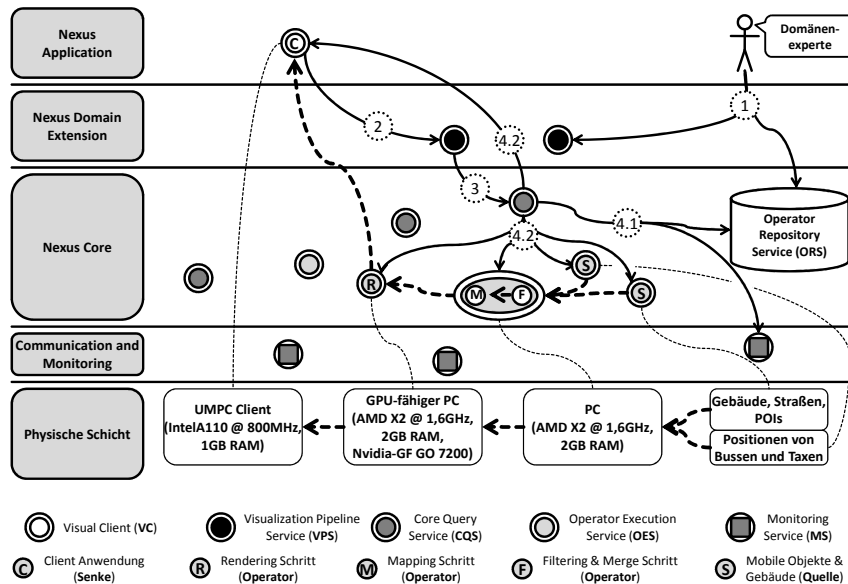 Nexus
Application
C
Domänen-
experte
1
Nexus Domain
Extension
2
4.2
3
Nexus Core
4.1
4.2
Operator
Repository
Service (ORS)
S
R
M
F
S
Communication and
Monitoring
Physische Schicht
UMPC Client
(IntelA110 @ 800MHz,
1GB RAM)
GPU-fähiger PC
(AMD X2 @ 1,6GHz,
2GB RAM,
Nvidia-GF GO 7200)
PC
(AMD X2 @ 1,6GHz,
2GB RAM)
Gebäude, Straßen,
POIs
Positionen von
Bussen und Taxen
Visual Client (VC)
Visualization Pipeline
Service (VPS)
Core Query
Service (CQS)
Operator Execution
Service (OES)
Monitoring
Service (MS)
C
Client Anwendung
(Senke)
R
Rendering Schritt
(Operator)
M
Mapping Schritt
(Operator)
F
Filtering & Merge Schritt
(Operator)
S
Mobile Objekte &
Gebäude (Quelle)